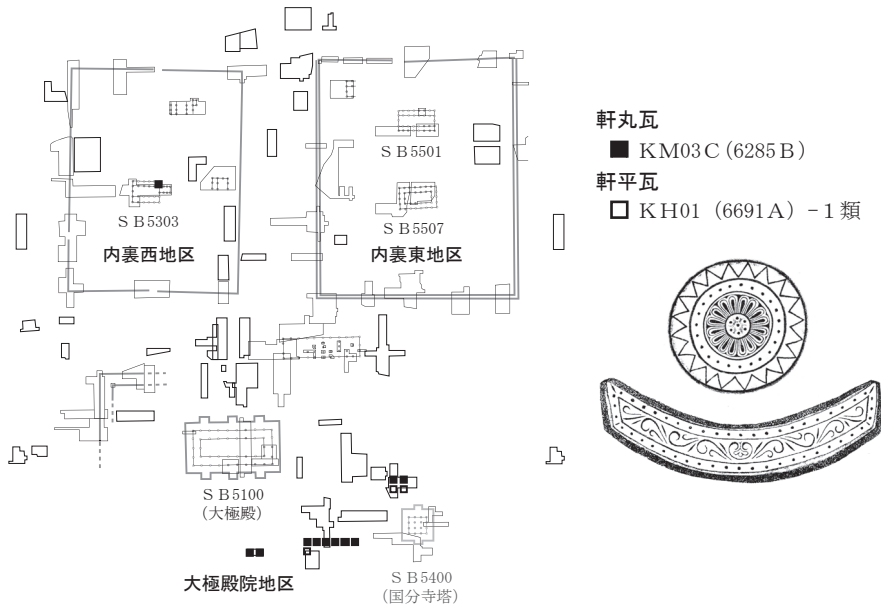 ＳＢ5501
ＳＢ5303
ＳＢ5507
内裏西地区
内裏東地区
ＳＢ5100
（大極殿）
大極殿院地区
ＳＢ5400
（国分寺塔）
軒丸瓦
■ KM03C（6285B）
軒平瓦
□ KH01（6691A）－１類